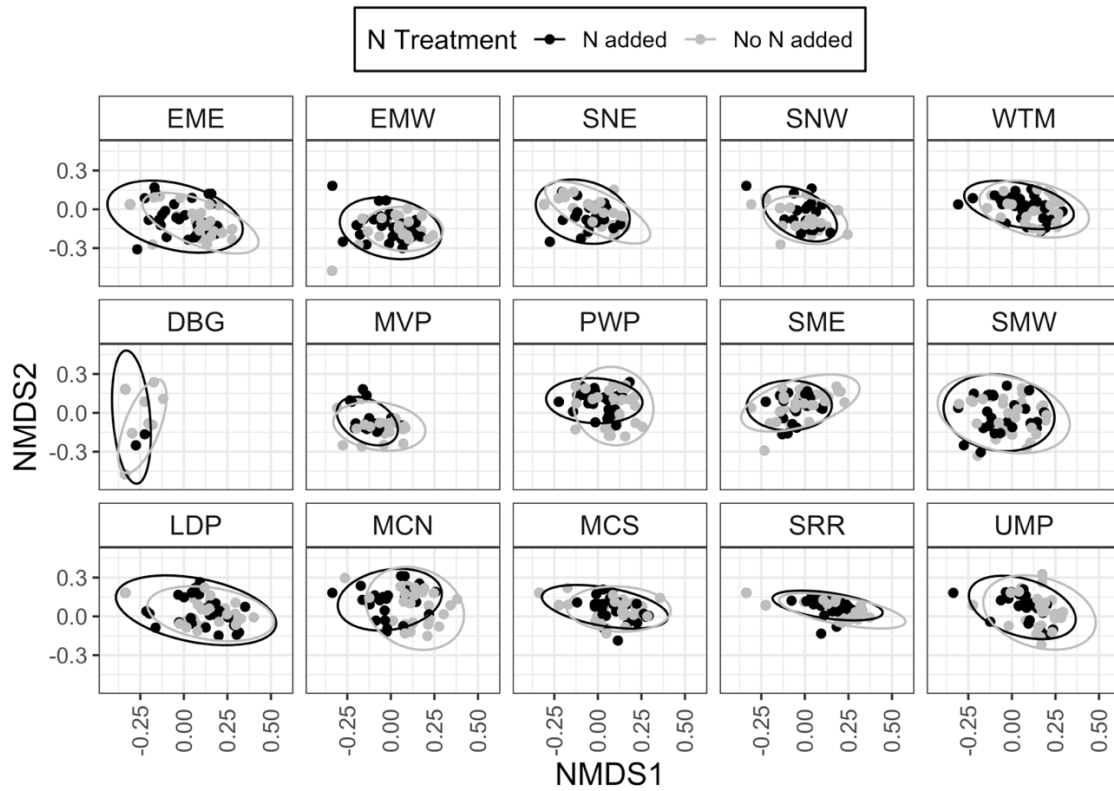 N Treatment N added No N added
EME EMW SNE SNW WTM
0.3
0.0
-0.3
DBG MVP PWP SME SMW
0.3
0.0
-0.3
LDP MCN MCS SRR UMP
0.3
0.0
-0.3
-0.25 0.00 0.25 0.50 -0.25 0.00 0.25 0.50 -0.25 0.00 0.25 0.50 -0.25 0.00 0.25 0.50 -0.25 0.00 0.25 0.50
NMDS2
NMDS1